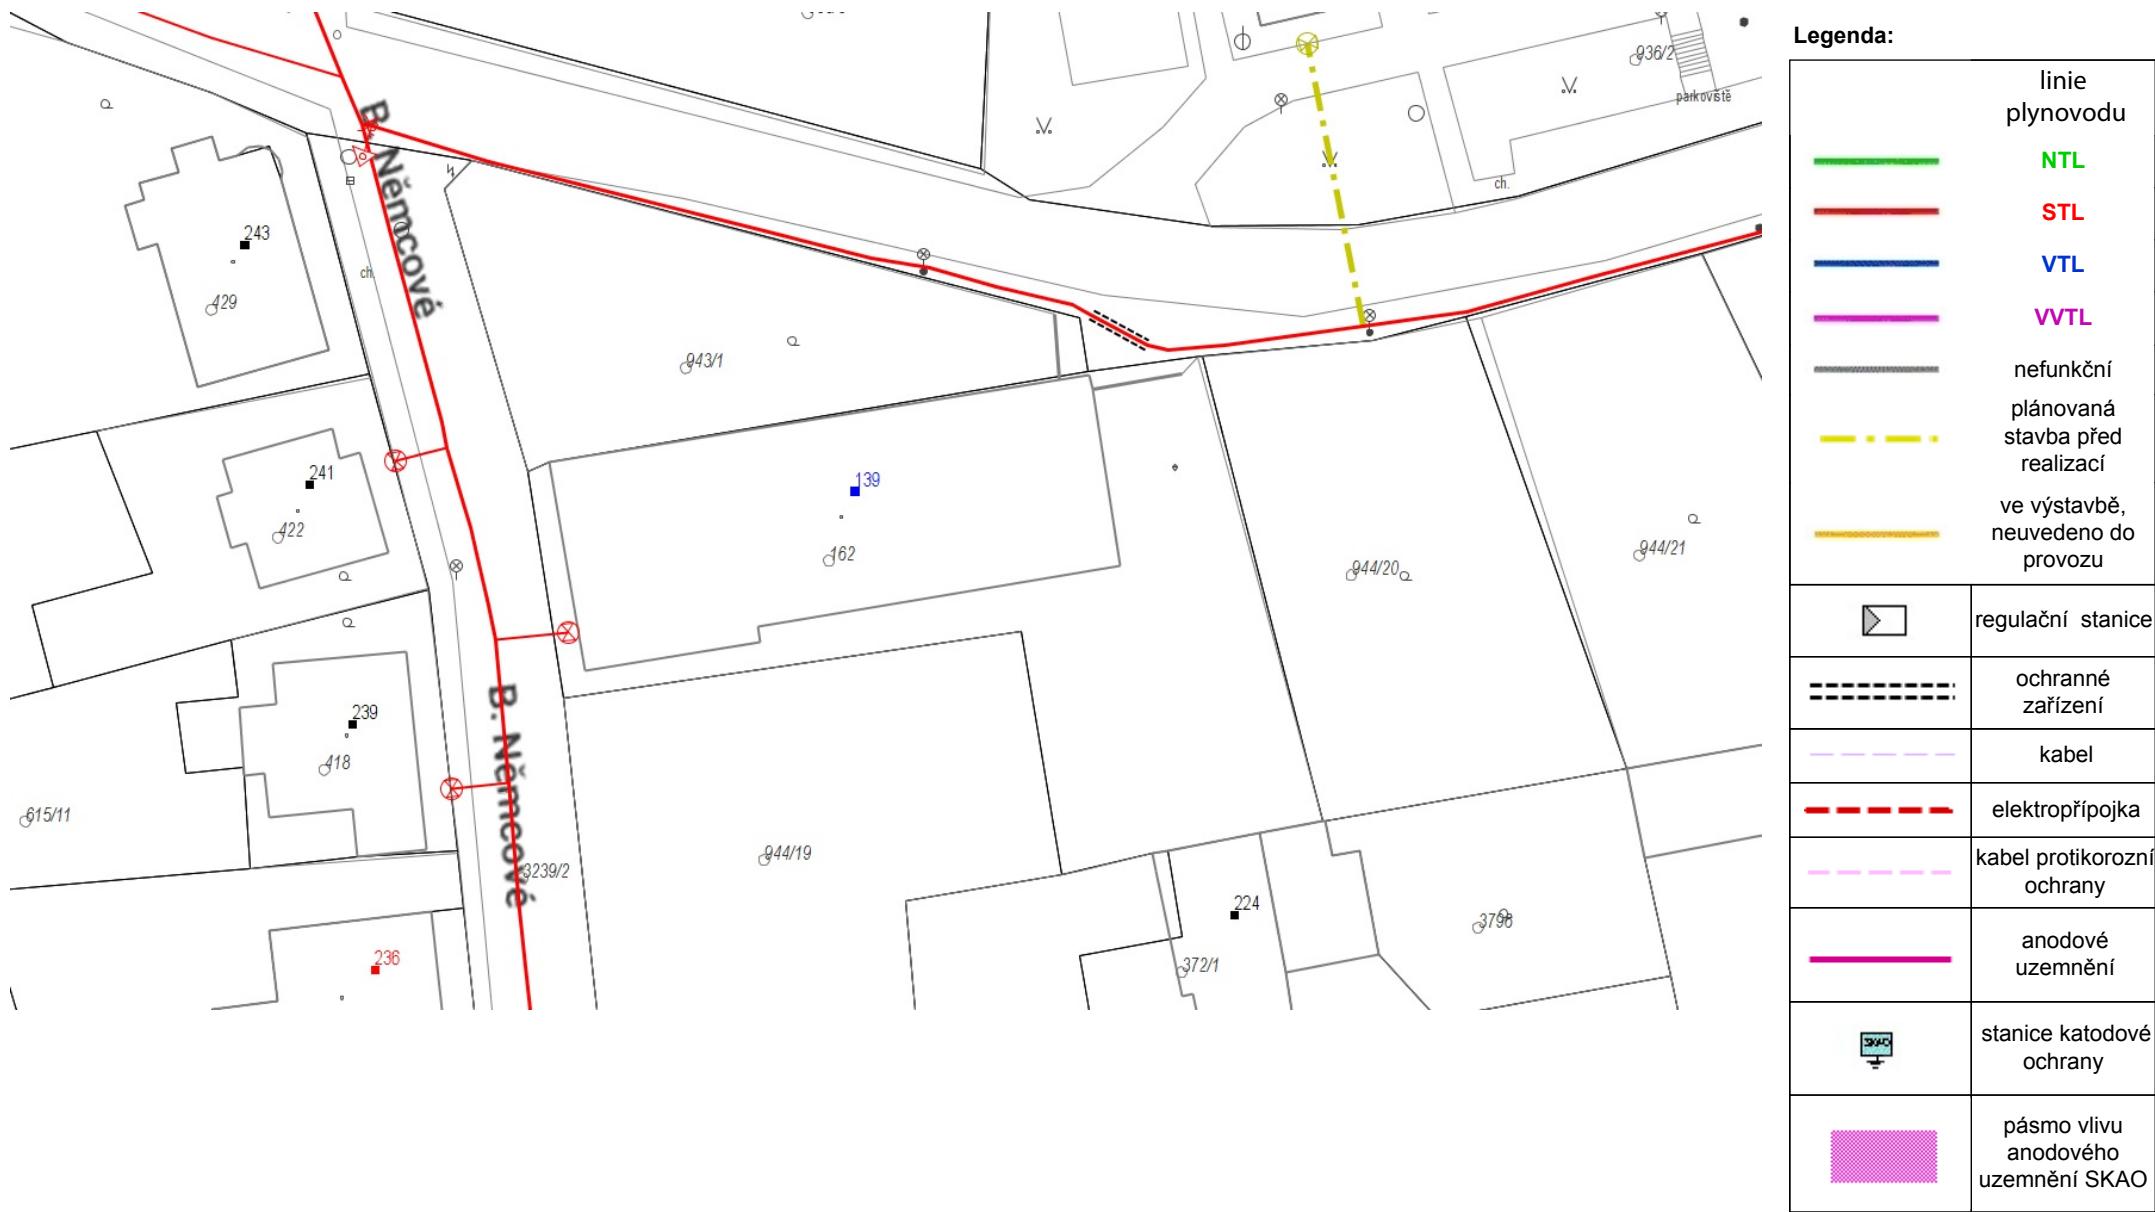 936/2
parkoviště
ch.
B. Němcové
243
ch.
429
943/1
241
422
139
162
944/20
944/21
239
418
B. Němcové
615/11
944/19
3239/2
224
3798
372/1
236
Legenda:
linie
plynovodu
NTL
STL
VTL
VVTL
nefunkční
plánovaná
stavba před
realizací
ve výstavbě,
neuvedeno do
provozu
regulační stanice
ochranné
zařízení
kabel
elektropřípojka
kabel protikorozní
ochrany
anodové
uzemnění
SKAO
stanice katodové
ochrany
pásmo vlivu
anodového
uzemnění SKAO